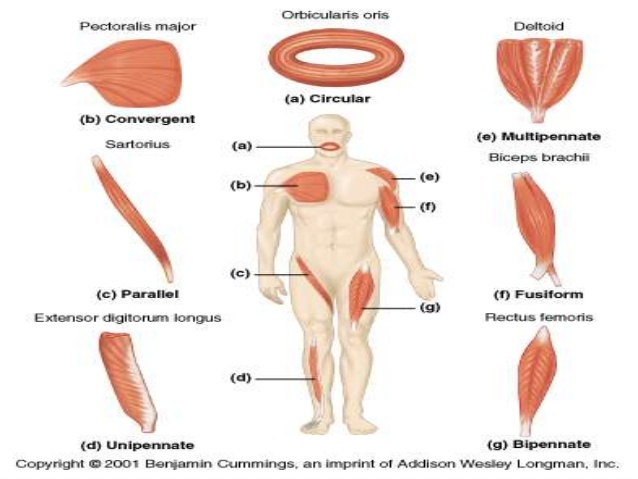 Orbicularis oris
(a) Circular
Pectoralis major
(b) Convergent
Deltoid
(e) Multipennate
Sartorius
(c) Parallel
Biceps brachii
(f) Fusiform
Extensor digitorum longus
(d) Unipennate
Rectus femoris
(g) Bipennate
(a)
(b)
(e)
(f)
(c)
(g)
(d)
Copyright © 2001 Benjamin Cummings, an imprint of Addison Wesley Longman, Inc.